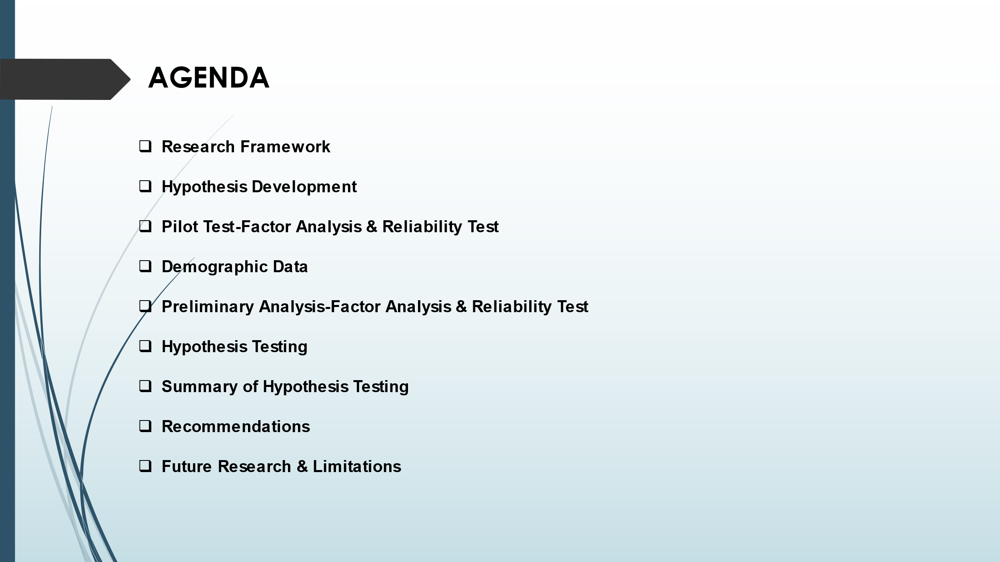 AGENDA
Research Framework
Hypothesis Development
Pilot Test-Factor Analysis & Reliability Test
Demographic Data
Preliminary Analysis-Factor Analysis & Reliability Test
Hypothesis Testing
Summary of Hypothesis Testing
Recommendations
Future Research & Limitations